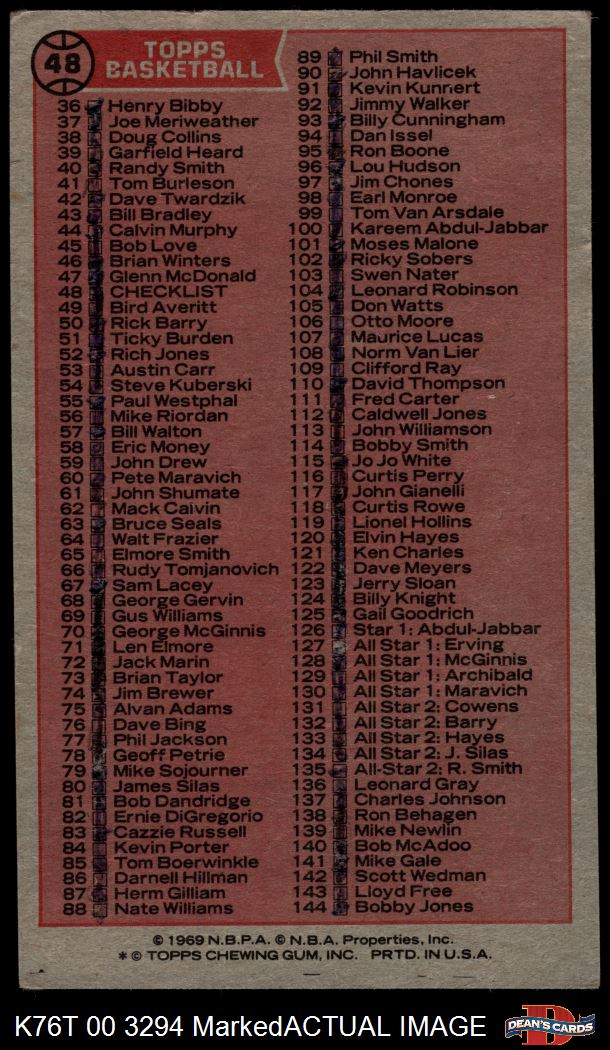 48
TOPPS
BASKETBALL
36 Henry Bibby
37 Joe Meriweather
38 Doug Collins
39 Garfield Heard
40 Randy Smith
41 Tom Burleson
42 Dave Twardzik
43 Bill Bradley
44 Calvin Murphy
45 Bob Love
46 Brian Winters
47 Glenn McDonald
48 CHECKLIST
49 Bird Averitt
50 Rick Barry
51 Ticky Burden
52 Rich Jones
53 Austin Carr
54 Steve Kuberski
55 Paul Westphal
56 Mike Riordan
57 Bill Walton
58 Eric Money
59 John Drew
60 Pete Maravich
61 John Shumate
62 Mack Calvin
63 Bruce Seals
64 Walt Frazier
65 Elmore Smith
66 Rudy Tomjanovich
67 Sam Lacey
68 George Gervin
69 Gus Williams
70 George McGinnis
71 Len Elmore
72 Jack Marin
73 Brian Taylor
74 Jim Brewer
75 Alvan Adams
76 Dave Bing
77 Phil Jackson
78 Geoff Petrie
79 Mike Sojourner
80 James Silas
81 Bob Dandridge
82 Ernie DiGregorio
83 Cazzie Russell
84 Kevin Porter
85 Tom Boerwinkle
86 Darnell Hillman
87 Herm Gilliam
88 Nate Williams
89 Phil Smith
90 John Havlicek
91 Kevin Kunnert
92 Jimmy Walker
93 Billy Cunningham
94 Dan Issel
95 Ron Boone
96 Lou Hudson
97 Jim Chones
98 Earl Monroe
99 Tom Van Arsdale
100 Kareem Abdul-Jabbar
101 Moses Malone
102 Ricky Sobers
103 Swen Nater
104 Leonard Robinson
105 Don Watts
106 Otto Moore
107 Maurice Lucas
108 Norm Van Lier
109 Clifford Ray
110 David Thompson
111 Fred Carter
112 Caldwell Jones
113 John Williamson
114 Bobby Smith
115 Jo Jo White
116 Curtis Perry
117 John Gianelli
118 Curtis Rowe
119 Lionel Hollins
120 Elvin Hayes
121 Ken Charles
122 Dave Meyers
123 Jerry Sloan
124 Billy Knight
125 Gail Goodrich
126 Star 1: Abdul-Jabbar
127 All Star 1: Erving
128 All Star 1: McGinnis
129 All Star 1: Archibald
130 All Star 1: Maravich
131 All Star 2: Cowens
132 All Star 2: Barry
133 All Star 2: Hayes
134 All Star 2: J. Silas
135 All-Star 2: R. Smith
136 Leonard Gray
137 Charles Johnson
138 Ron Behagen
139 Mike Newlin
140 Bob McAdoo
141 Mike Gale
142 Scott Wedman
143 Lloyd Free
144 Bobby Jones
© 1969 N.B.P.A. © N.B.A. Properties, Inc.
* © TOPPS CHEWING GUM, INC. PRTD. IN U.S.A.
K76T 00 3294 MarkedACTUAL IMAGE
D
DEAN'S CARDS